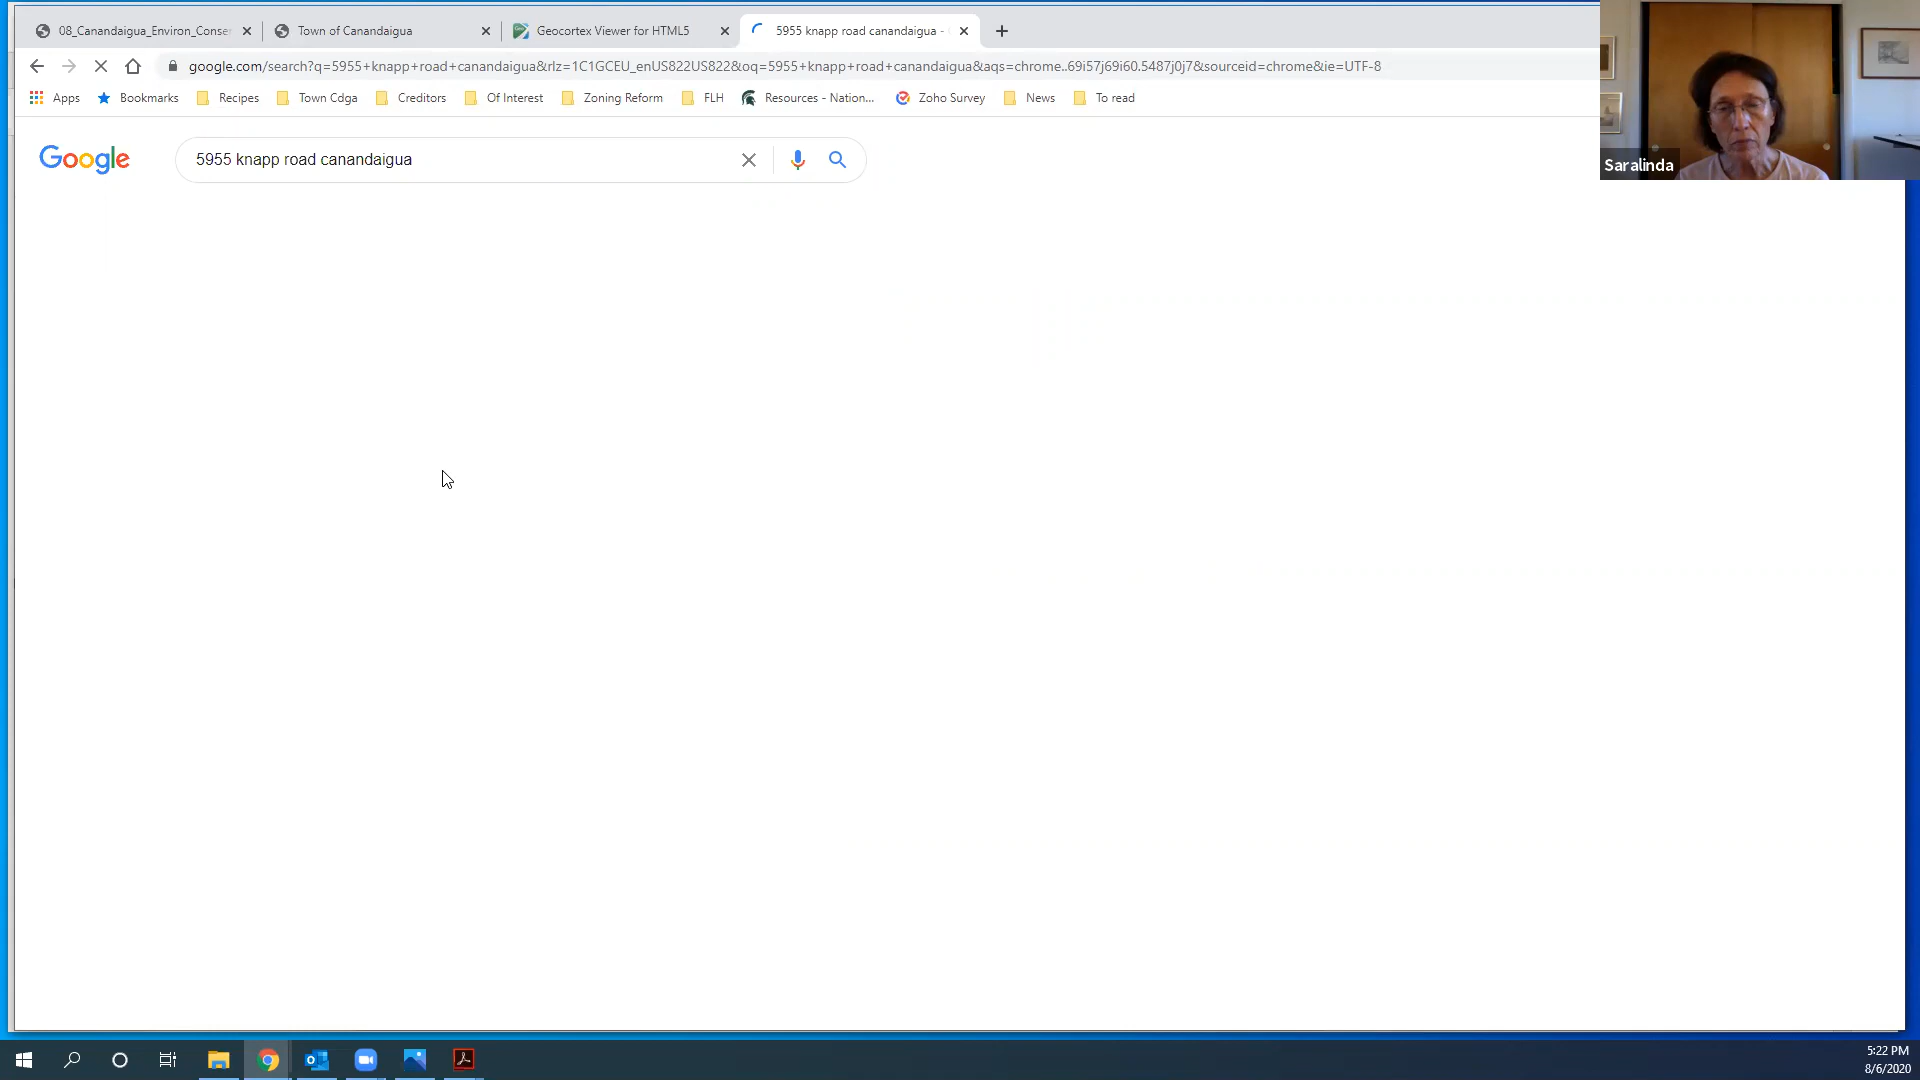 08_Canandaigua_Environ_Conse
Town of Canandaigua
Geocortex Viewer for HTML5
5955 knapp road canandaigua -
google.com/search?q=5955+knapp+road+canandaigua&rlz=1C1GCEU_enUS822US822&oq=5955+knapp+road+canandaigua&aqs=chrome..69i57j69i60.5487j0j7&sourceid=chrome&ie=UTF-8
Apps
Bookmarks
Recipes
Town Cdga
Creditors
Of Interest
Zoning Reform
FLH
Resources - Nation...
Zoho Survey
News
To read
Google
5955 knapp road canandaigua
Saralinda
5:22 PM
8/6/2020